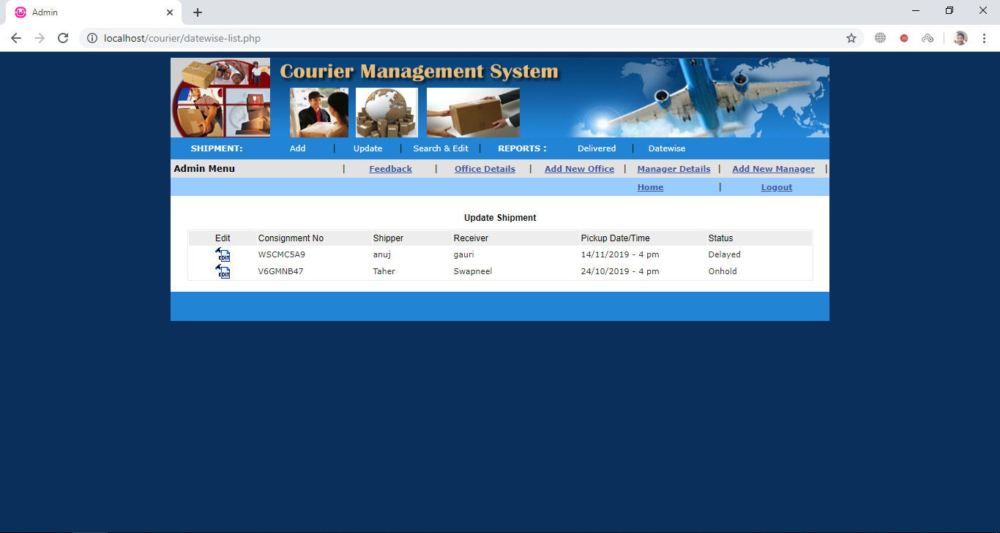 Admin
localhost/courier/datewise-list.php
Courier Management System
SHIPMENT: Add | Update | Search & Edit | REPORTS : Delivered | Datewise
Admin Menu | Feedback | Office Details | Add New Office | Manager Details | Add New Manager |
Home | Logout
Update Shipment
Edit Consignment No Shipper Receiver Pickup Date/Time Status
EDIT WSCMC5A9 anuj gauri 14/11/2019 - 4 pm Delayed
EDIT V6GMNB47 Taher Swapneel 24/10/2019 - 4 pm Onhold